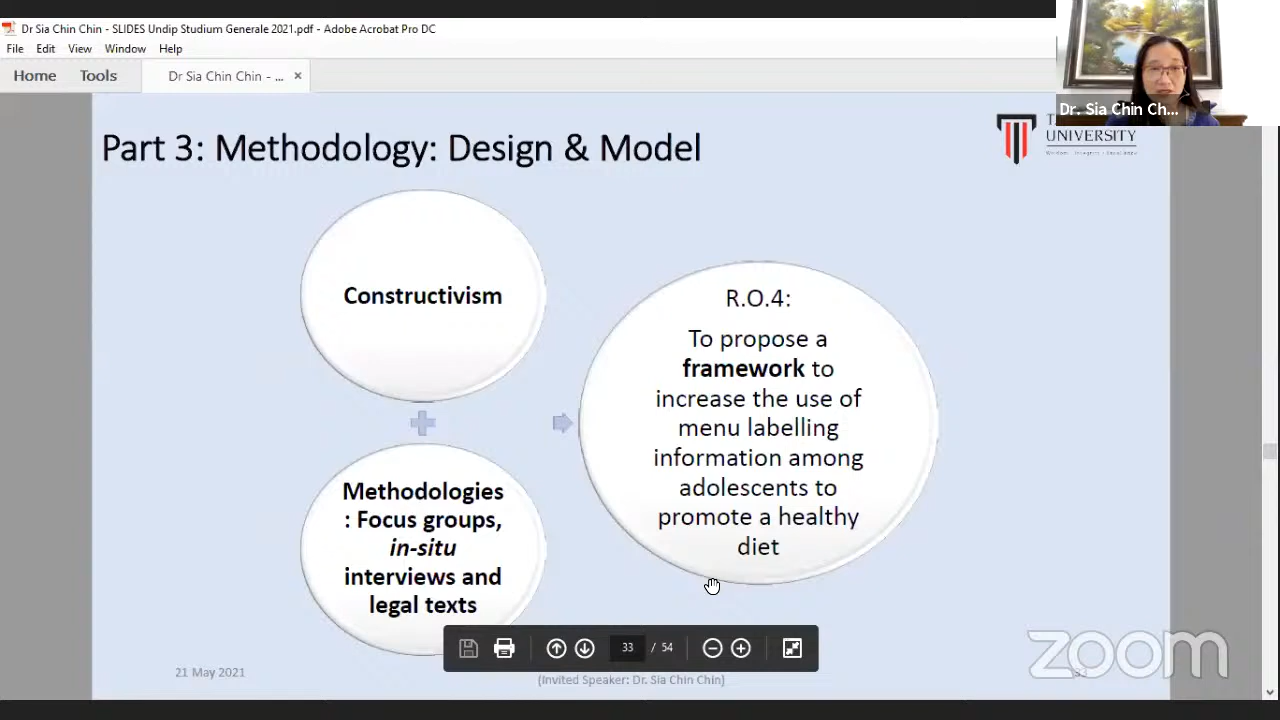 Dr Sia Chin Chin - SLIDES Undip Studium Generale 2021.pdf - Adobe Acrobat Pro DC
File Edit View Window Help
Home Tools Dr Sia Chin Chin - ... ×
Dr. Sia Chin Ch...
UNIVERSITY
Part 3: Methodology: Design & Model
Constructivism
Methodologies
: Focus groups,
in-situ
interviews and
legal texts
R.O.4:
To propose a
framework to
increase the use of
menu labelling
information among
adolescents to
promote a healthy
diet
33 / 54
21 May 2021
(Invited Speaker: Dr. Sia Chin Chin)
zoom